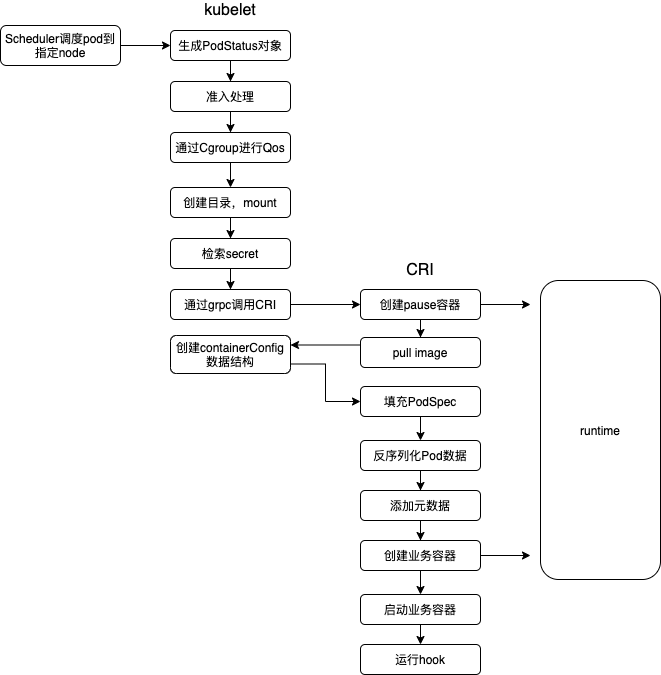 kubelet
Scheduler调度pod到
指定node
生成PodStatus对象
准入处理
通过Cgroup进行Qos
创建目录，mount
检索secret
CRI
通过grpc调用CRI
创建pause容器
创建containerConfig
数据结构
pull image
填充PodSpec
runtime
反序列化Pod数据
添加元数据
创建业务容器
启动业务容器
运行hook